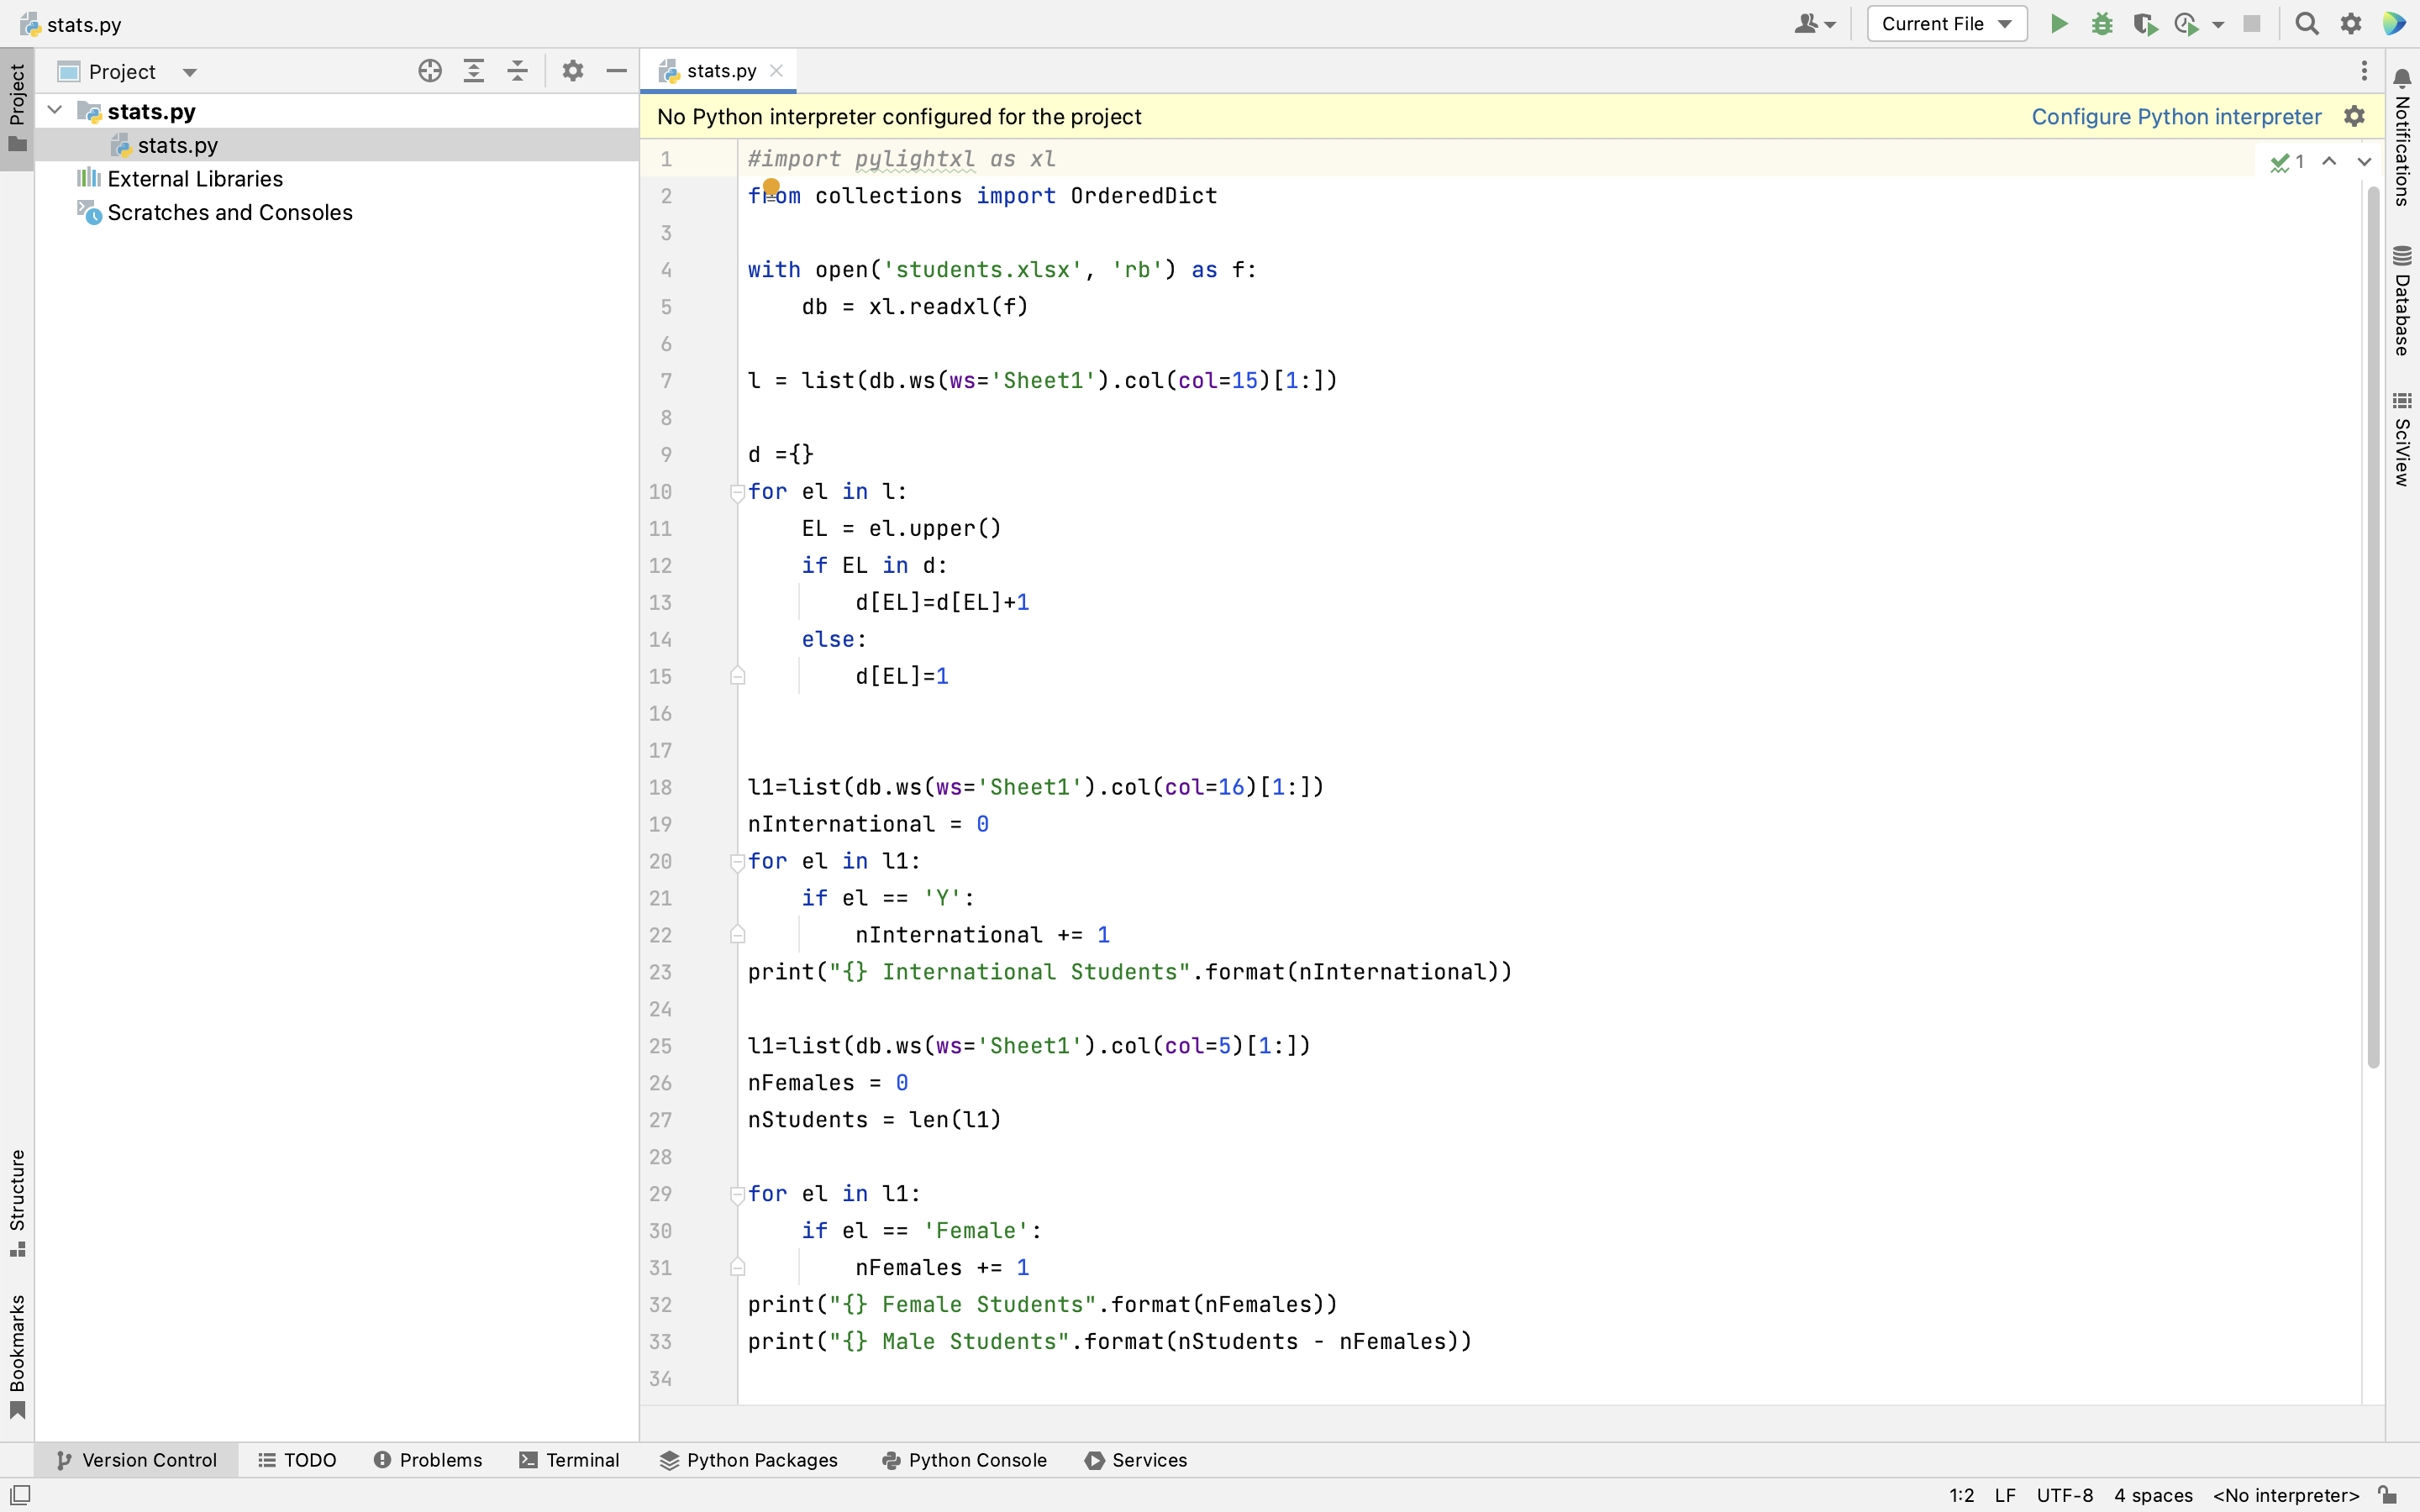 stats.py
Current File
Project
Project
stats.py
stats.py
External Libraries
Scratches and Consoles
Structure
Bookmarks
stats.py
No Python interpreter configured for the project
Configure Python interpreter
1 #import pylightxl as xl
1
2 from collections import OrderedDict
3
4 with open('students.xlsx', 'rb') as f:
5     db = xl.readxl(f)
6
7 l = list(db.ws(ws='Sheet1').col(col=15)[1:])
8
9 d ={}
10 for el in l:
11     EL = el.upper()
12     if EL in d:
13         d[EL]=d[EL]+1
14     else:
15         d[EL]=1
16
17
18 l1=list(db.ws(ws='Sheet1').col(col=16)[1:])
19 nInternational = 0
20 for el in l1:
21     if el == 'Y':
22         nInternational += 1
23 print("{} International Students".format(nInternational))
24
25 l1=list(db.ws(ws='Sheet1').col(col=5)[1:])
26 nFemales = 0
27 nStudents = len(l1)
28
29 for el in l1:
30     if el == 'Female':
31         nFemales += 1
32 print("{} Female Students".format(nFemales))
33 print("{} Male Students".format(nStudents - nFemales))
34
Notifications
Database
SciView
Version Control TODO Problems Terminal Python Packages Python Console Services
1:2 LF UTF-8 4 spaces <No interpreter>